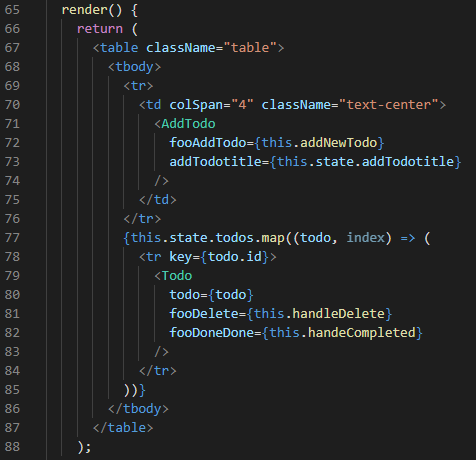 65 render() {
66 return (
67 <table className="table">
68 <tbody>
69 <tr>
70 <td colSpan="4" className="text-center">
71 <AddTodo
72 fooAddTodo={this.addNewTodo}
73 addTodotitle={this.state.addTodotitle}
74 />
75 </td>
76 </tr>
77 {this.state.todos.map((todo, index) => (
78 <tr key={todo.id}>
79 <Todo
80 todo={todo}
81 fooDelete={this.handleDelete}
82 fooDoneDone={this.handeCompleted}
83 />
84 </tr>
85 ))}
86 </tbody>
87 </table>
88 );